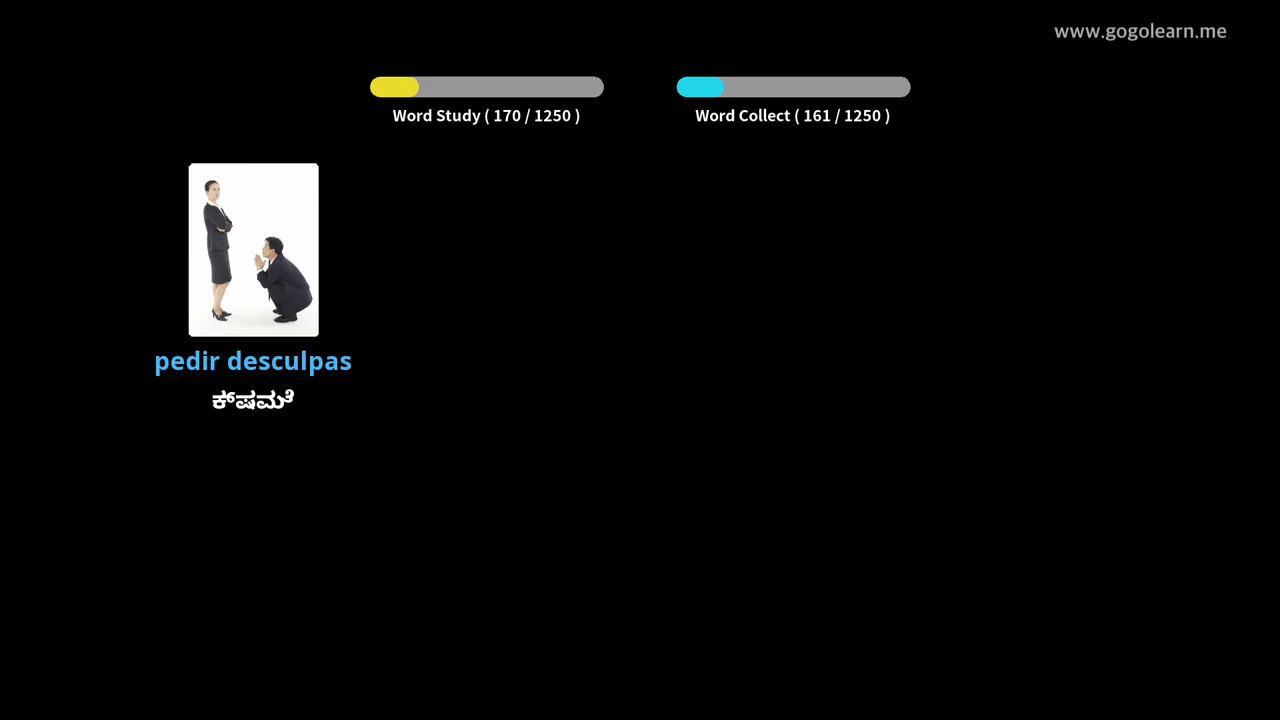 www.gogolearn.me
Word Study ( 170 / 1250 )
Word Collect ( 161 / 1250 )
pedir desculpas
ಕ್ಷಮೆ